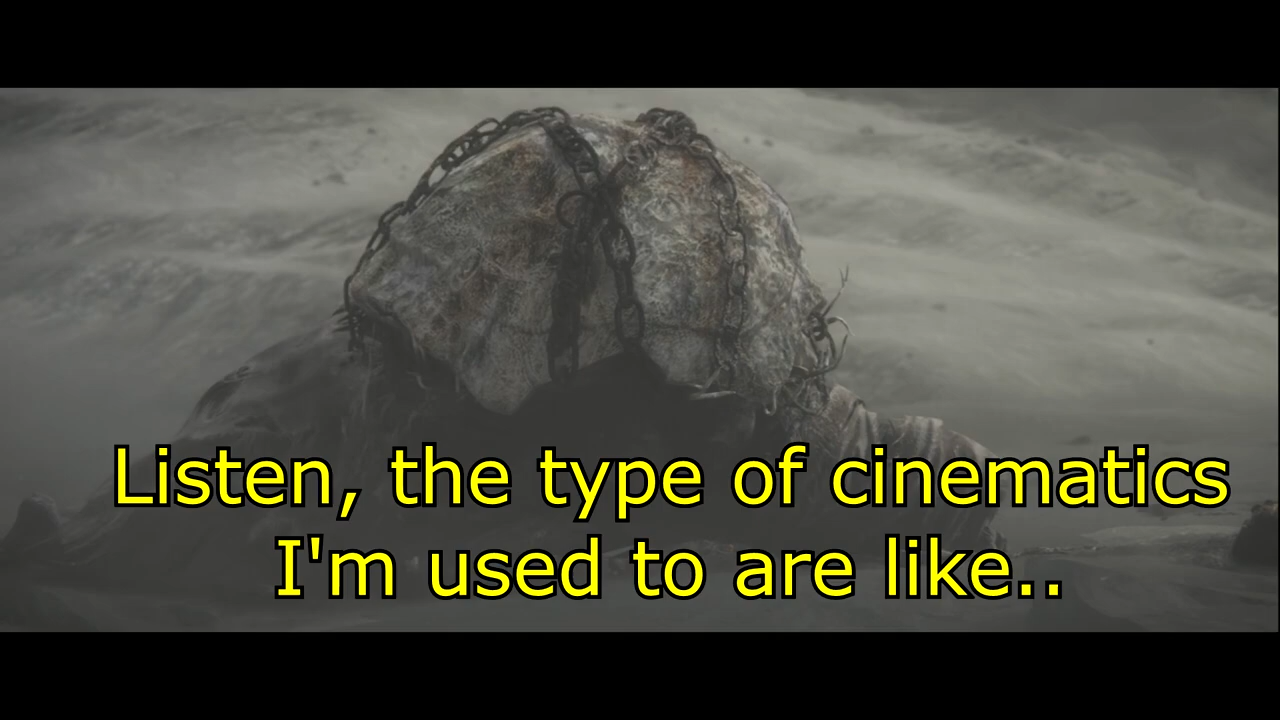 Listen, the type of cinematics
I'm used to are like..